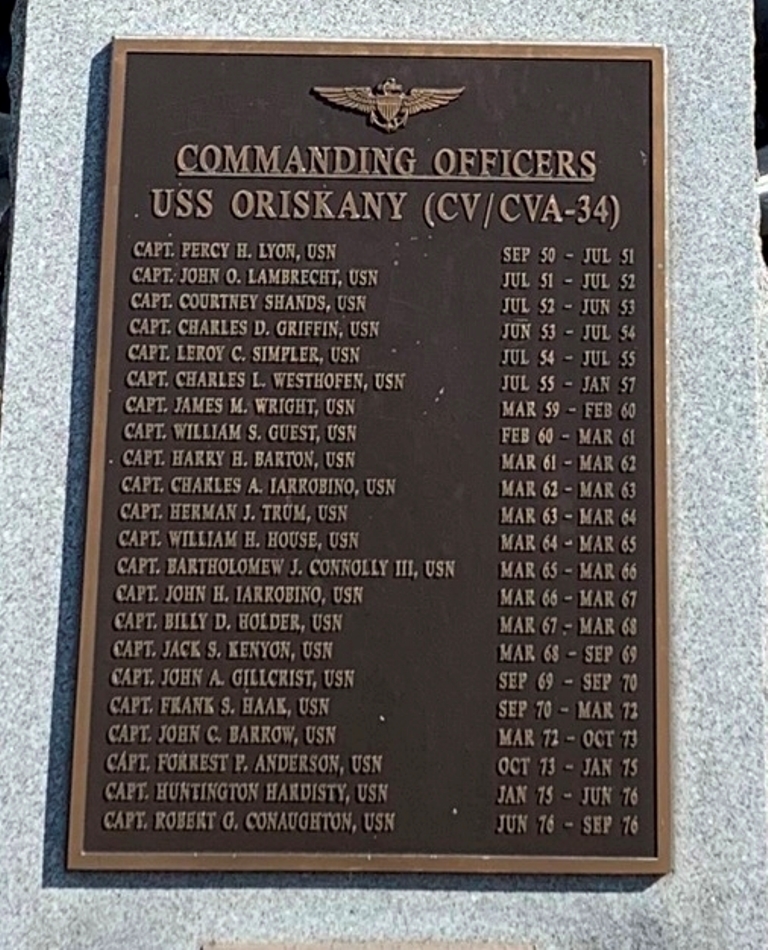 COMMANDING OFFICERS
USS ORISKANY (CV/CVA-34)
CAPT. PERCY H. LYON, USN SEP 50 - JUL 51
CAPT. JOHN O. LAMBRECHT, USN JUL 51 - JUL 52
CAPT. COURTNEY SHANDS, USN JUL 52 - JUN 53
CAPT. CHARLES D. GRIFFIN, USN JUN 53 - JUL 54
CAPT. LEROY C. SIMPLER, USN JUL 54 - JUL 55
CAPT. CHARLES L. WESTHOFEN, USN JUL 55 - JAN 57
CAPT. JAMES M. WRIGHT, USN MAR 59 - FEB 60
CAPT. WILLIAM S. GUEST, USN FEB 60 - MAR 61
CAPT. HARRY H. BARTON, USN MAR 61 - MAR 62
CAPT. CHARLES A. IARROBINO, USN MAR 62 - MAR 63
CAPT. HERMAN J. TRUM, USN MAR 63 - MAR 64
CAPT. WILLIAM H. HOUSE, USN MAR 64 - MAR 65
CAPT. BARTHOLOMEW J. CONNOLLY III, USN MAR 65 - MAR 66
CAPT. JOHN H. IARROBINO, USN MAR 66 - MAR 67
CAPT. BILLY D. HOLDER, USN MAR 67 - MAR 68
CAPT. JACK S. KENYON, USN MAR 68 - SEP 69
CAPT. JOHN A. GILLCRIST, USN SEP 69 - SEP 70
CAPT. FRANK S. HAAK, USN SEP 70 - MAR 72
CAPT. JOHN C. BARROW, USN MAR 72 - OCT 73
CAPT. FORREST P. ANDERSON, USN OCT 73 - JAN 75
CAPT. HUNTINGTON HARDISTY, USN JAN 75 - JUN 76
CAPT. ROBERT G. CONAUGHTON, USN JUN 76 - SEP 76